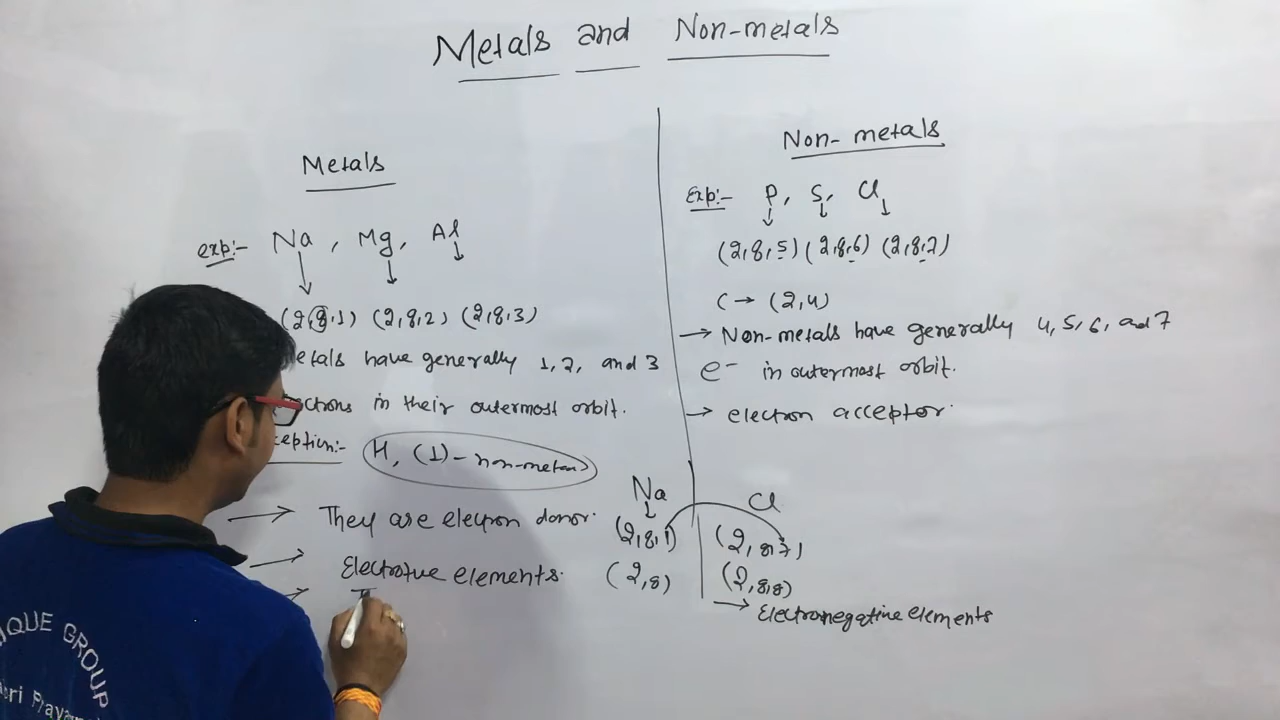 Metals and Non-metals
Metals
exp:- Na, Mg, Al
(2,8,1) (2,8,2) (2,8,3)
etals have generally 1, 2, and 3
ctrons in their outermost orbit.
ception:- H, (1) - non-metal
They are electron donor.
Electrotve elements.
Non-metals
Exp:- P, S, Cl
(2,8,5) (2,8,6) (2,8,7)
C → (2,4)
→ Non-metals have generally 4, 5, 6, and 7
e- in outermost orbit.
→ electron acceptor.
Na Cl
(2,8,1) (2,8,7)
(2,8) (2,8,8)
→ Electronegative elements
QUE GROUP